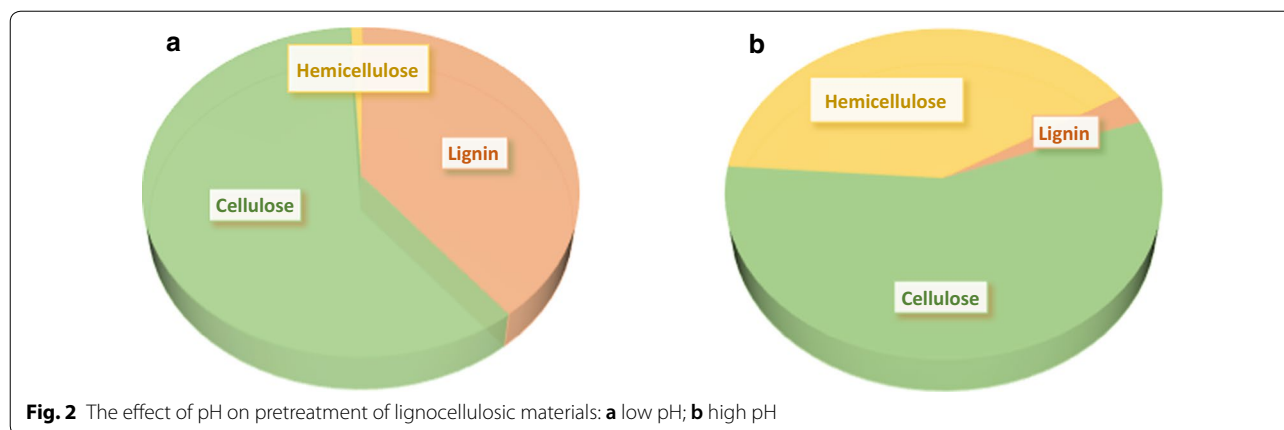 a
Hemicellulose
Lignin
Cellulose
b
Hemicellulose
Lignin
Cellulose
Fig. 2 The effect of pH on pretreatment of lignocellulosic materials: a low pH; b high pH